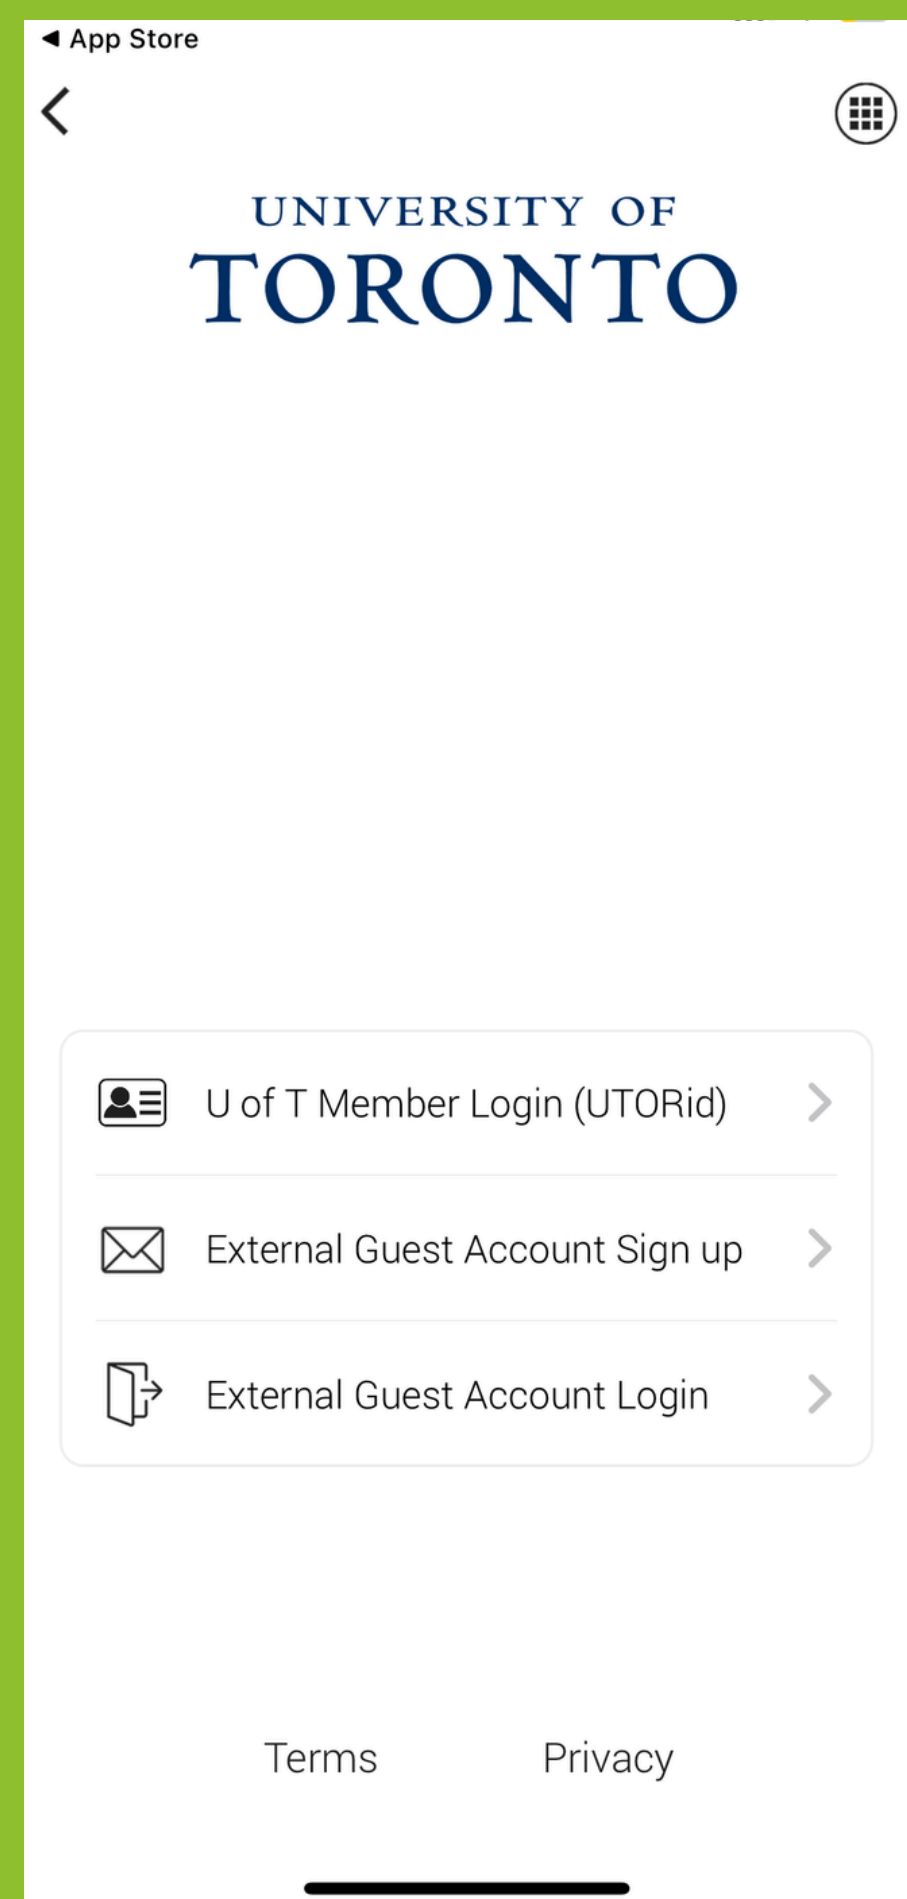 ◀ App Store
UNIVERSITY OF
TORONTO
U of T Member Login (UTORid)
External Guest Account Sign up
External Guest Account Login
Terms Privacy